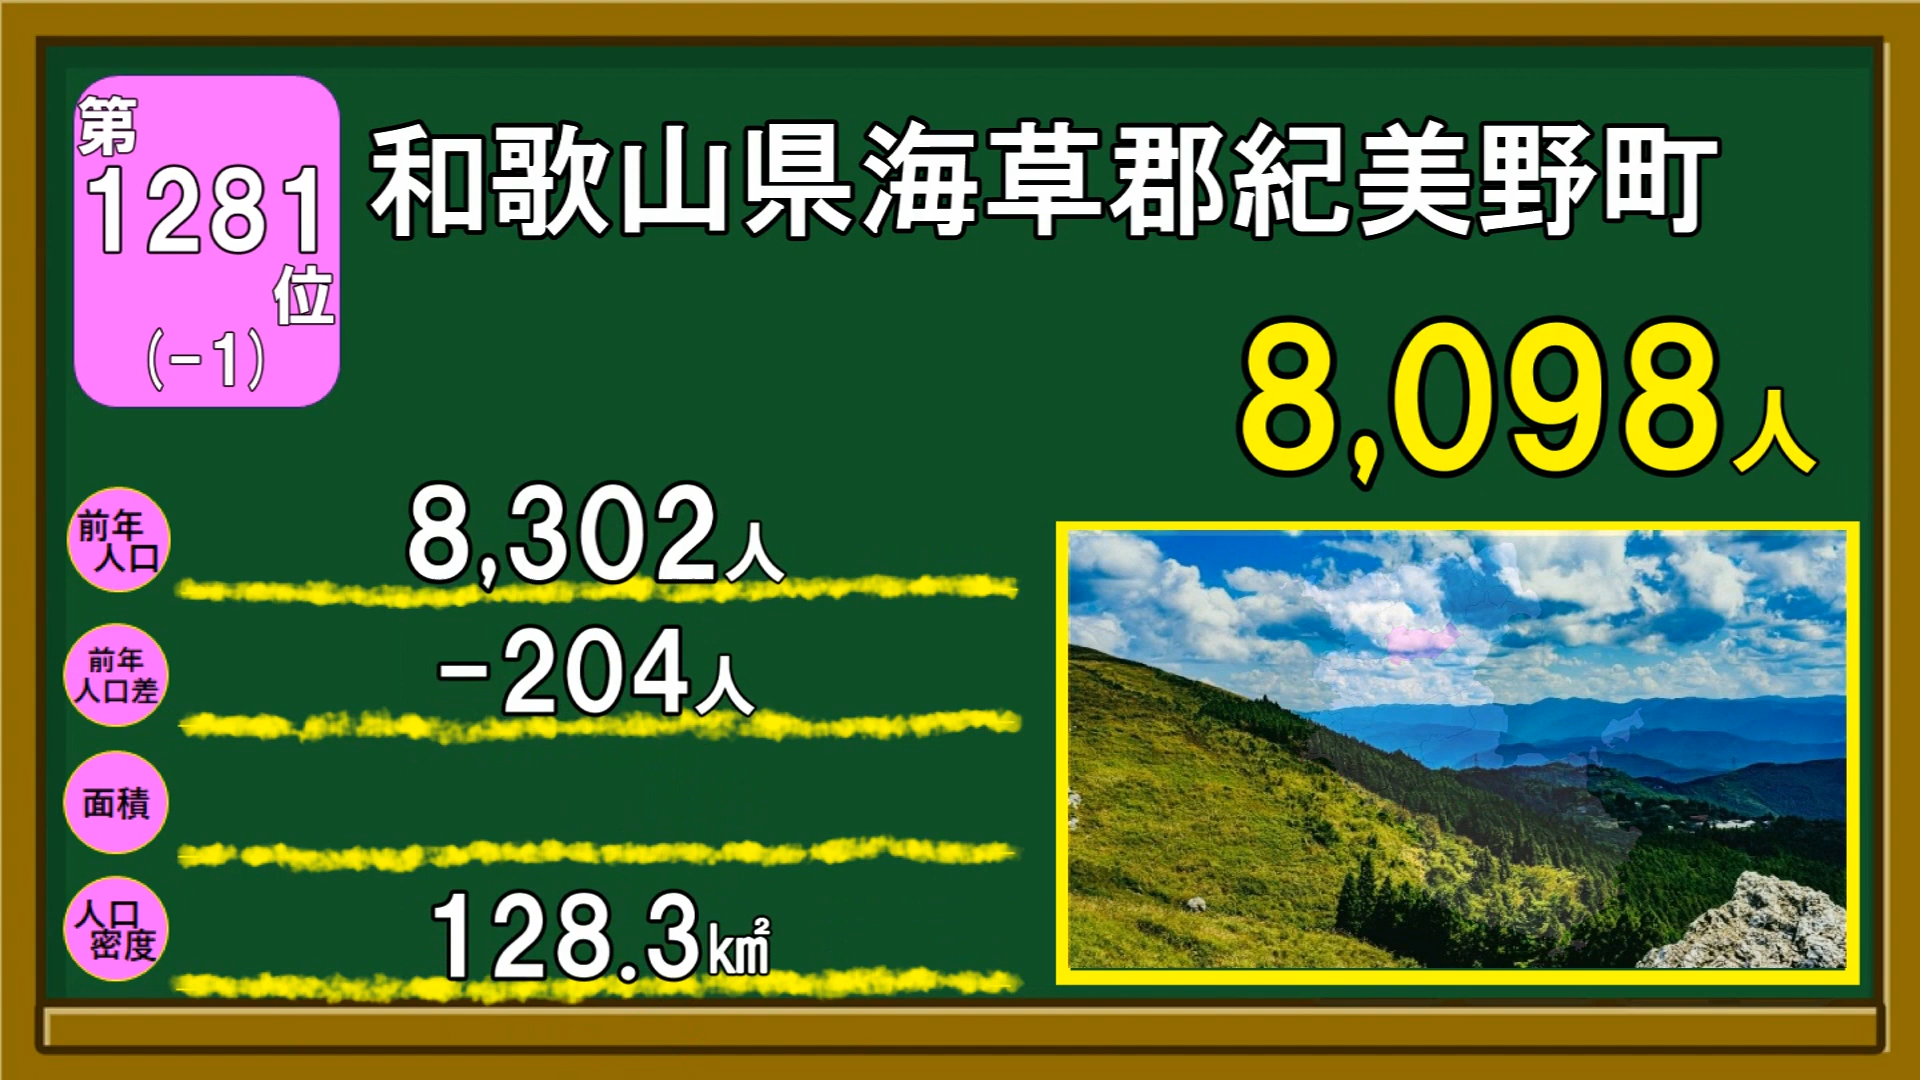 第
1281
位
(-1)
和歌山県海草郡紀美野町
8,098人
前年
人口
8,302人
前年
人口差
-204人
面積
人口
密度
128.3㎢